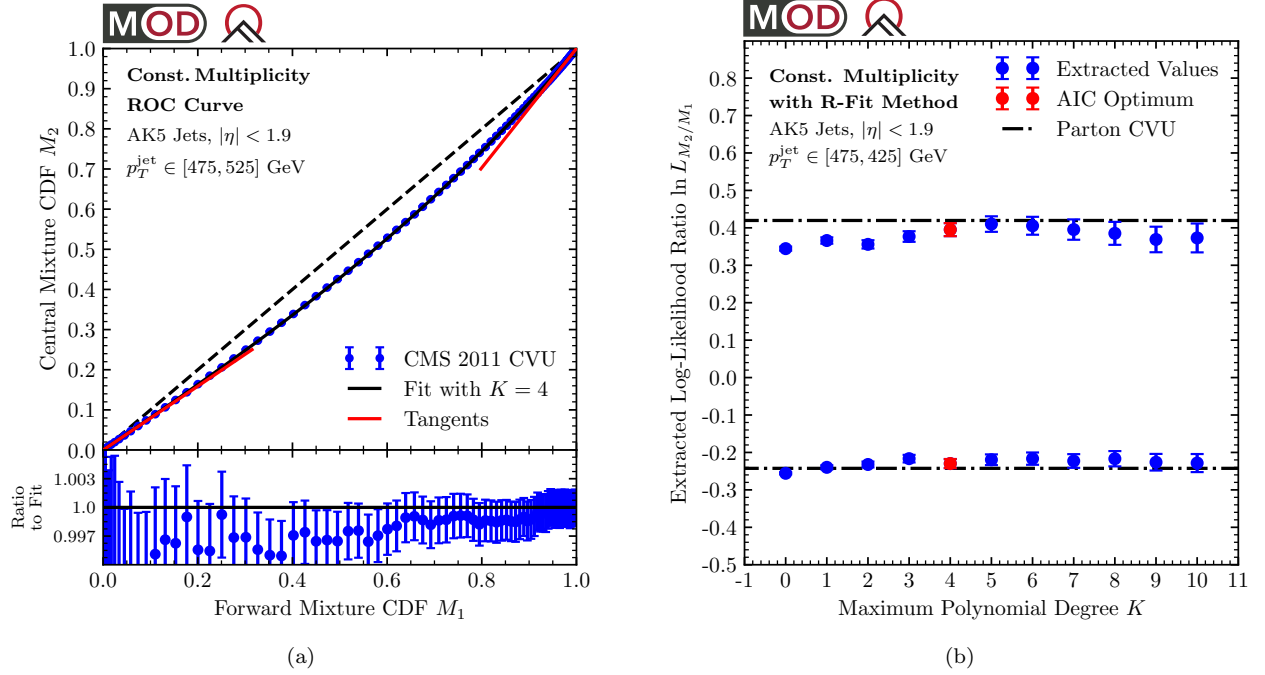 MOD
Const. Multiplicity
ROC Curve
AK5 Jets, |η| < 1.9
p_T^jet ∈ [475, 525] GeV
Central Mixture CDF M₂
1.0
0.9
0.8
0.7
0.6
0.5
0.4
0.3
0.2
0.1
0.0
CMS 2011 CVU
Fit with K = 4
Tangents
Ratio
to Fit
1.003
1.0
0.997
0.0 0.2 0.4 0.6 0.8 1.0
Forward Mixture CDF M₁
(a)
MOD
Const. Multiplicity
with R-Fit Method
AK5 Jets, |η| < 1.9
p_T^jet ∈ [475, 425] GeV
Extracted Values
AIC Optimum
Parton CVU
Extracted Log-Likelihood Ratio ln L_{M₂/M₁}
0.8
0.7
0.6
0.5
0.4
0.3
0.2
0.1
0.0
-0.1
-0.2
-0.3
-0.4
-0.5
-1 0 1 2 3 4 5 6 7 8 9 10 11
Maximum Polynomial Degree K
(b)